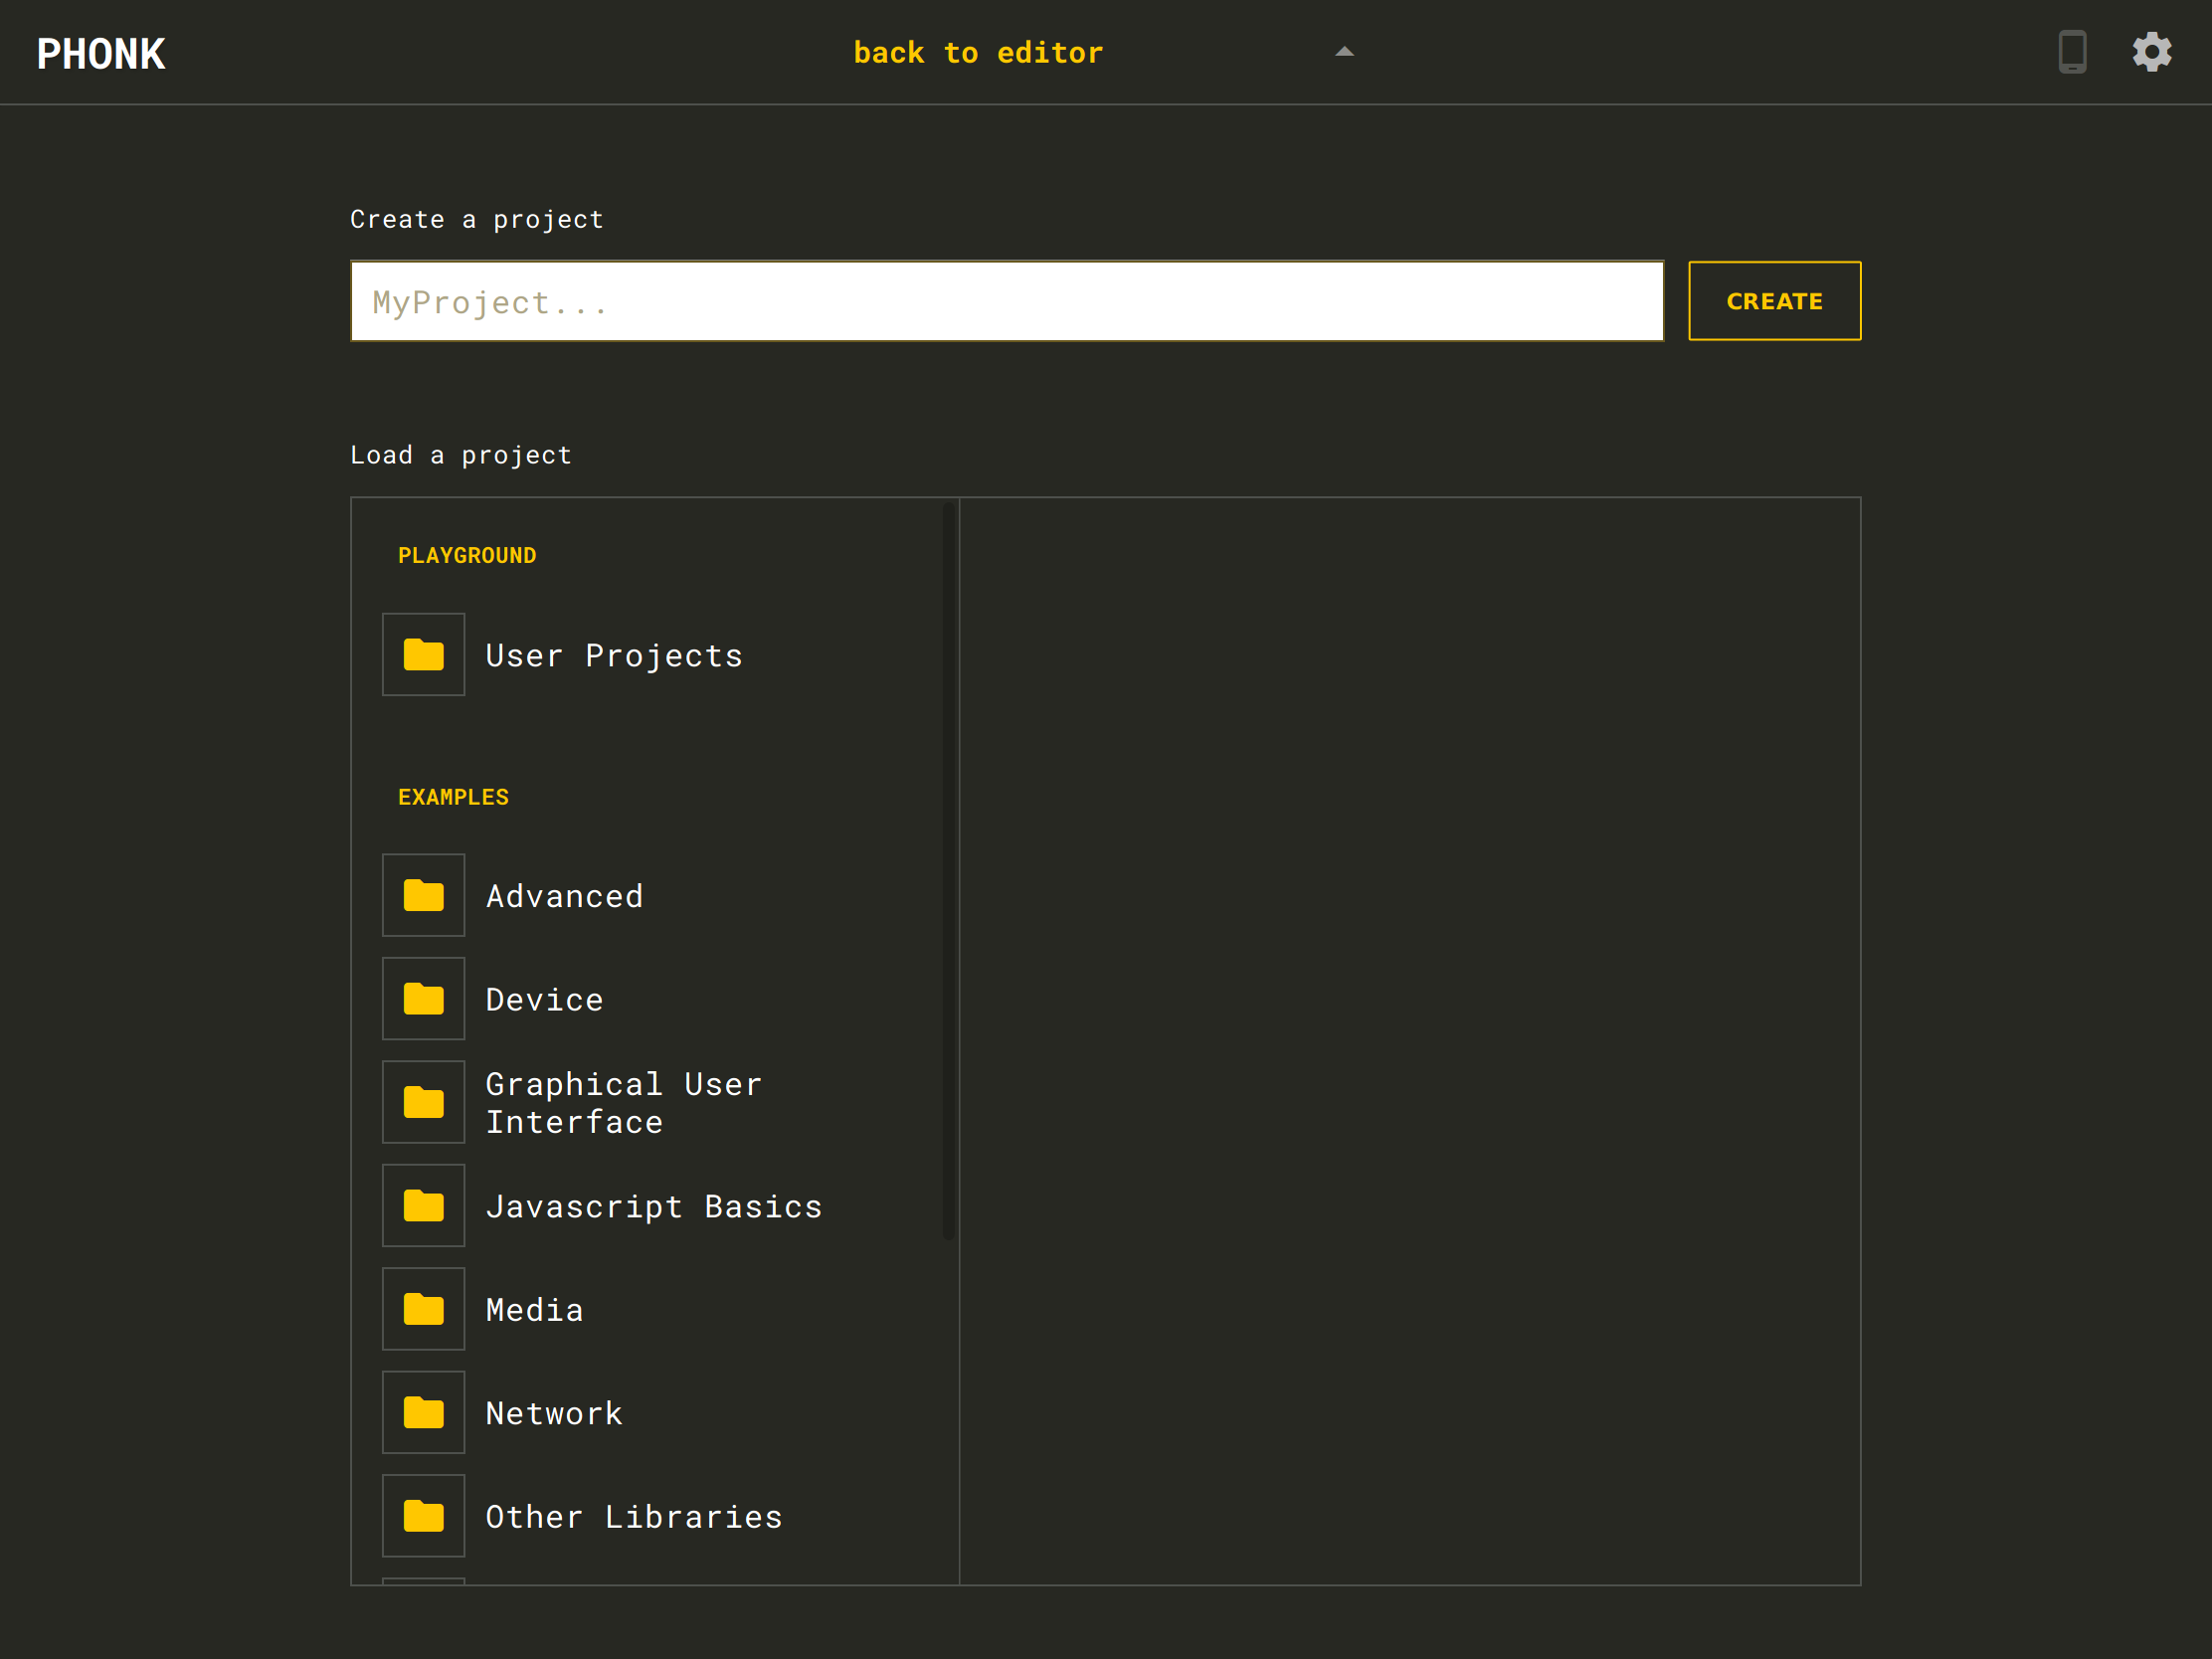 PHONK
back to editor
Create a project
MyProject...
CREATE
Load a project
PLAYGROUND
User Projects
EXAMPLES
Advanced
Device
Graphical User
Interface
Javascript Basics
Media
Network
Other Libraries